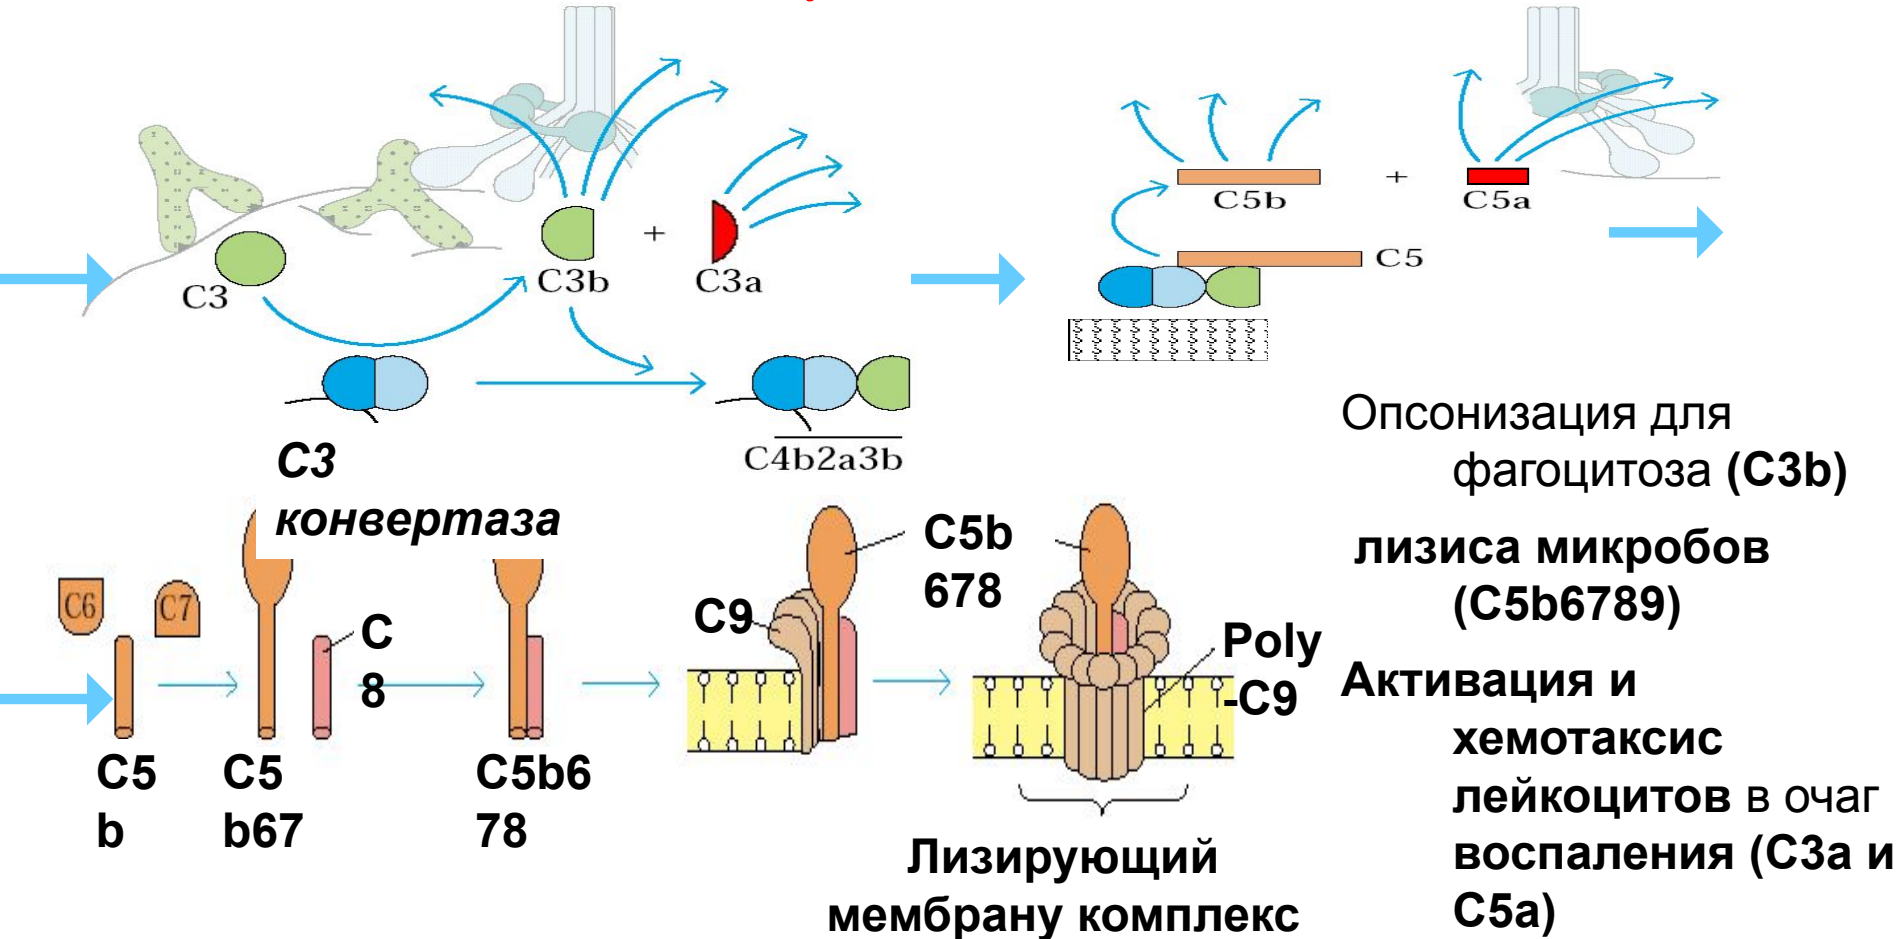 C3
C3b
+
C3a
C3
конвертаза
C4b2a3b
C5b
+
C5a
C5
Опсонизация для
фагоцитоза (C3b)
лизиса микробов
(C5b6789)
Активация и
хемотаксис
лейкоцитов в очаг
воспаления (C3a и
C5a)
C6
C7
C5
b
C5
b67
C
8
C5b6
78
C9
C5b
678
Poly
-C9
Лизирующий
мембрану комплекс